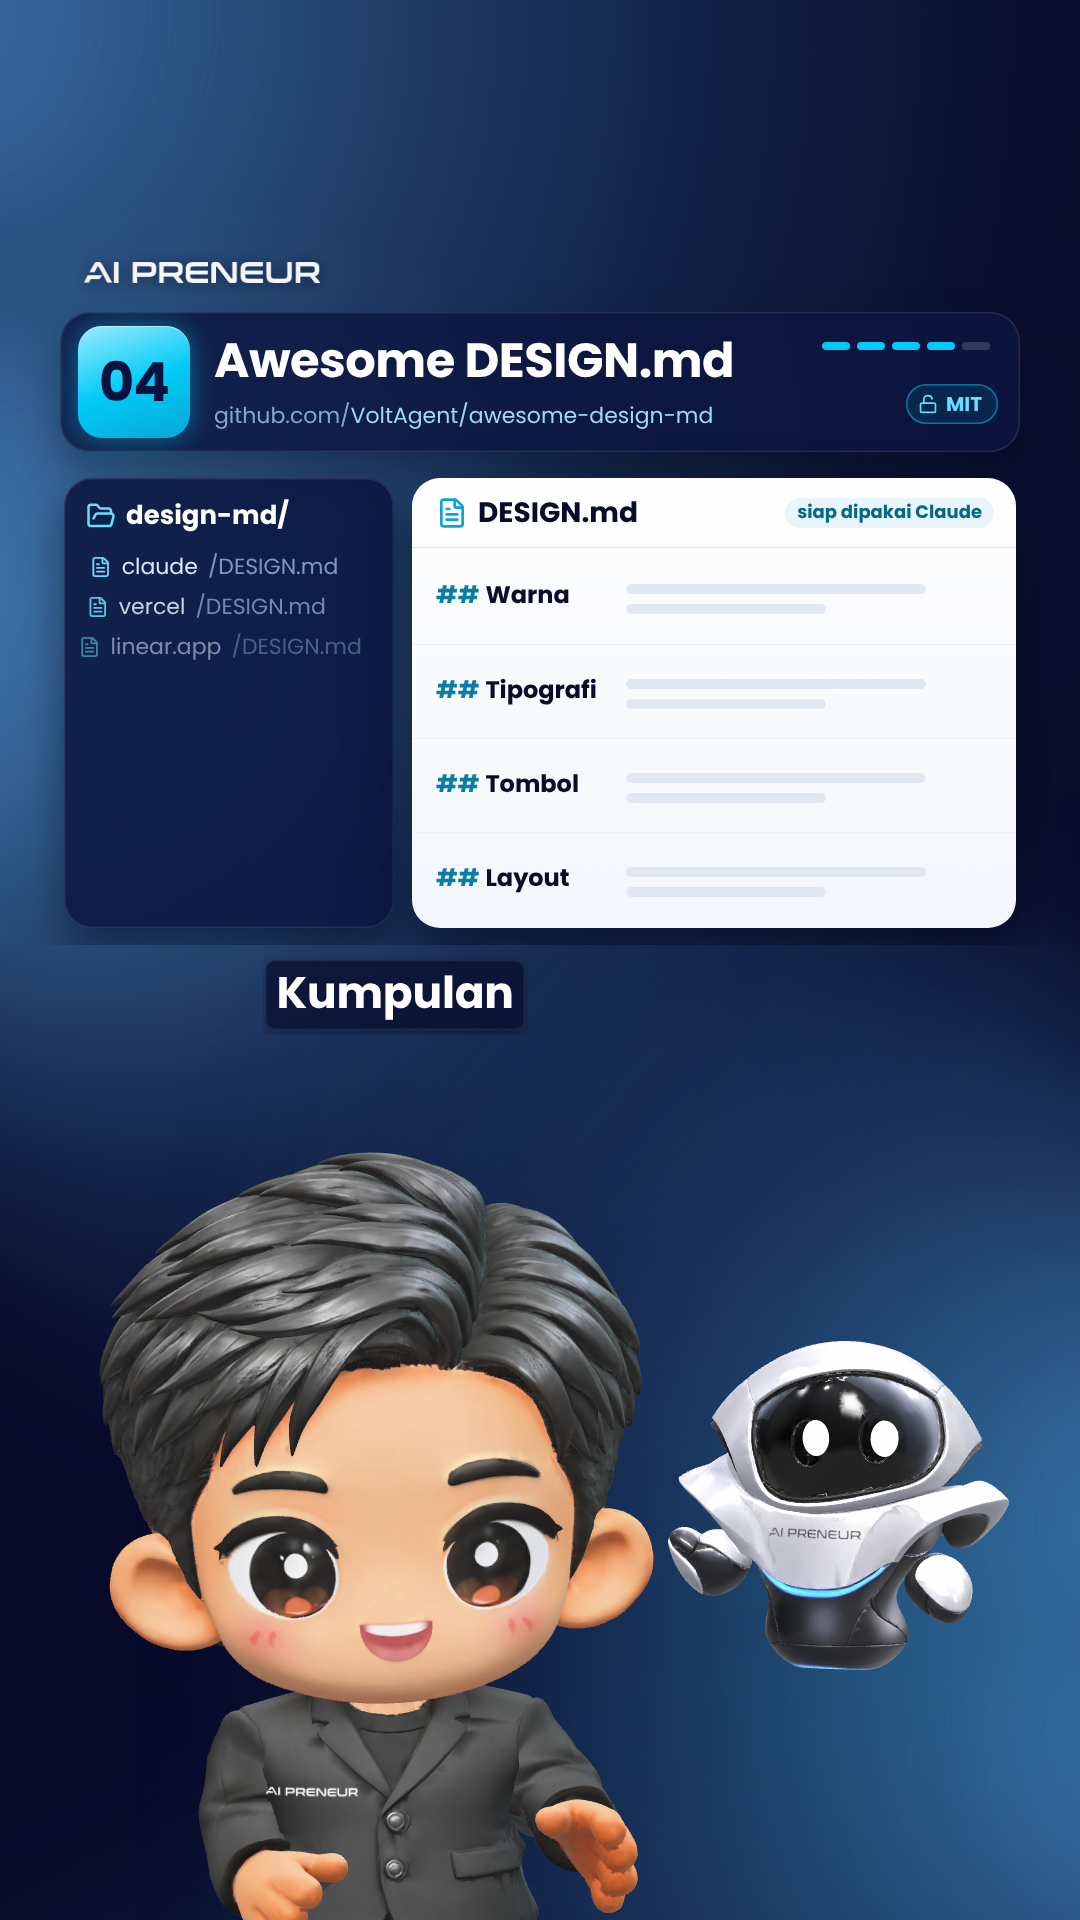 AI PRENEUR
04
Awesome DESIGN.md
github.com/VoltAgent/awesome-design-md
MIT
design-md/
claude /DESIGN.md
vercel /DESIGN.md
linear.app /DESIGN.md
DESIGN.md
siap dipakai Claude
## Warna
## Tipografi
## Tombol
## Layout
Kumpulan
AI PRENEUR
AI PRENEUR